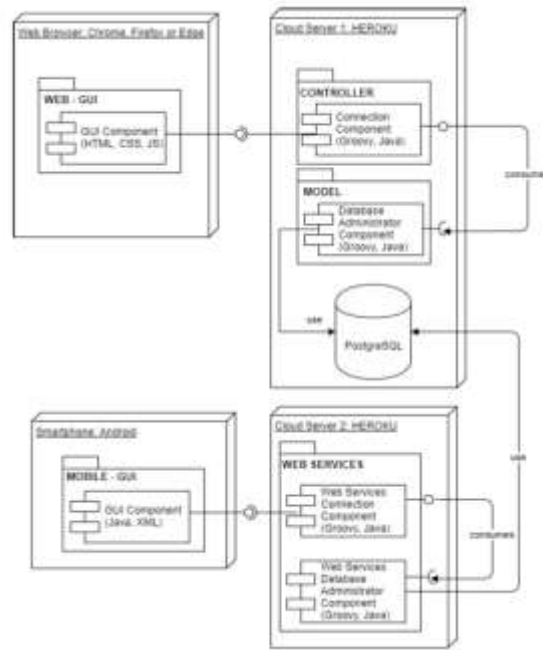 Web Browser, Chrome, Firefox or Edge
WEB - GUI
GUI Component
(HTML, CSS, JS)
Cloud Server 1, HEROKU
CONTROLLER
Connection
Component
(Groovy, Java)
consume
MODEL
Database
Administrator
Component
(Groovy, Java)
use
PostgreSQL
Smartphone, Android
MOBILE - GUI
GUI Component
(Java, XML)
Cloud Server 2, HEROKU
WEB SERVICES
Web Services
Connection
Component
(Groovy, Java)
use
consumes
Web Services
Database
Administrator
Component
(Groovy, Java)